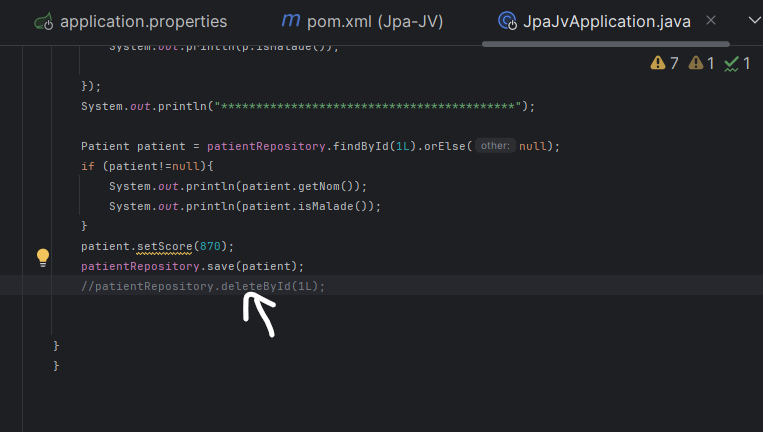 application.properties
pom.xml (Jpa-JV)
JpaJvApplication.java
System.out.println(p.isMalade());
7 1 1
});
System.out.println("******************************************");
Patient patient = patientRepository.findById(1L).orElse( other: null);
if (patient!=null){
System.out.println(patient.getNom());
System.out.println(patient.isMalade());
}
patient.setScore(870);
patientRepository.save(patient);
//patientRepository.deleteById(1L);
}
}